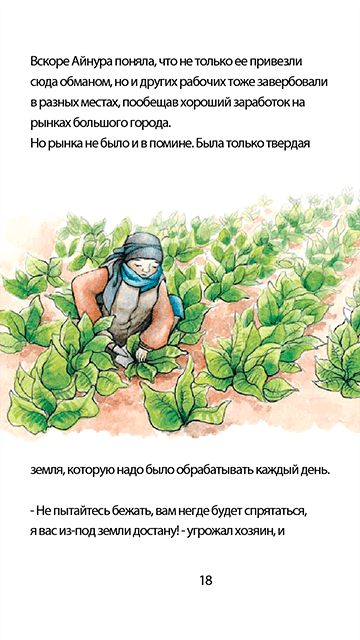 Вскоре Айнура поняла, что не только ее привезли
сюда обманом, но и других рабочих тоже завербовали
в разных местах, пообещав хороший заработок на
рынках большого города.
Но рынка не было и в помине. Была только твердая
земля, которую надо было обрабатывать каждый день.
- Не пытайтесь бежать, вам негде будет спрятаться,
я вас из-под земли достану! - угрожал хозяин, и
18